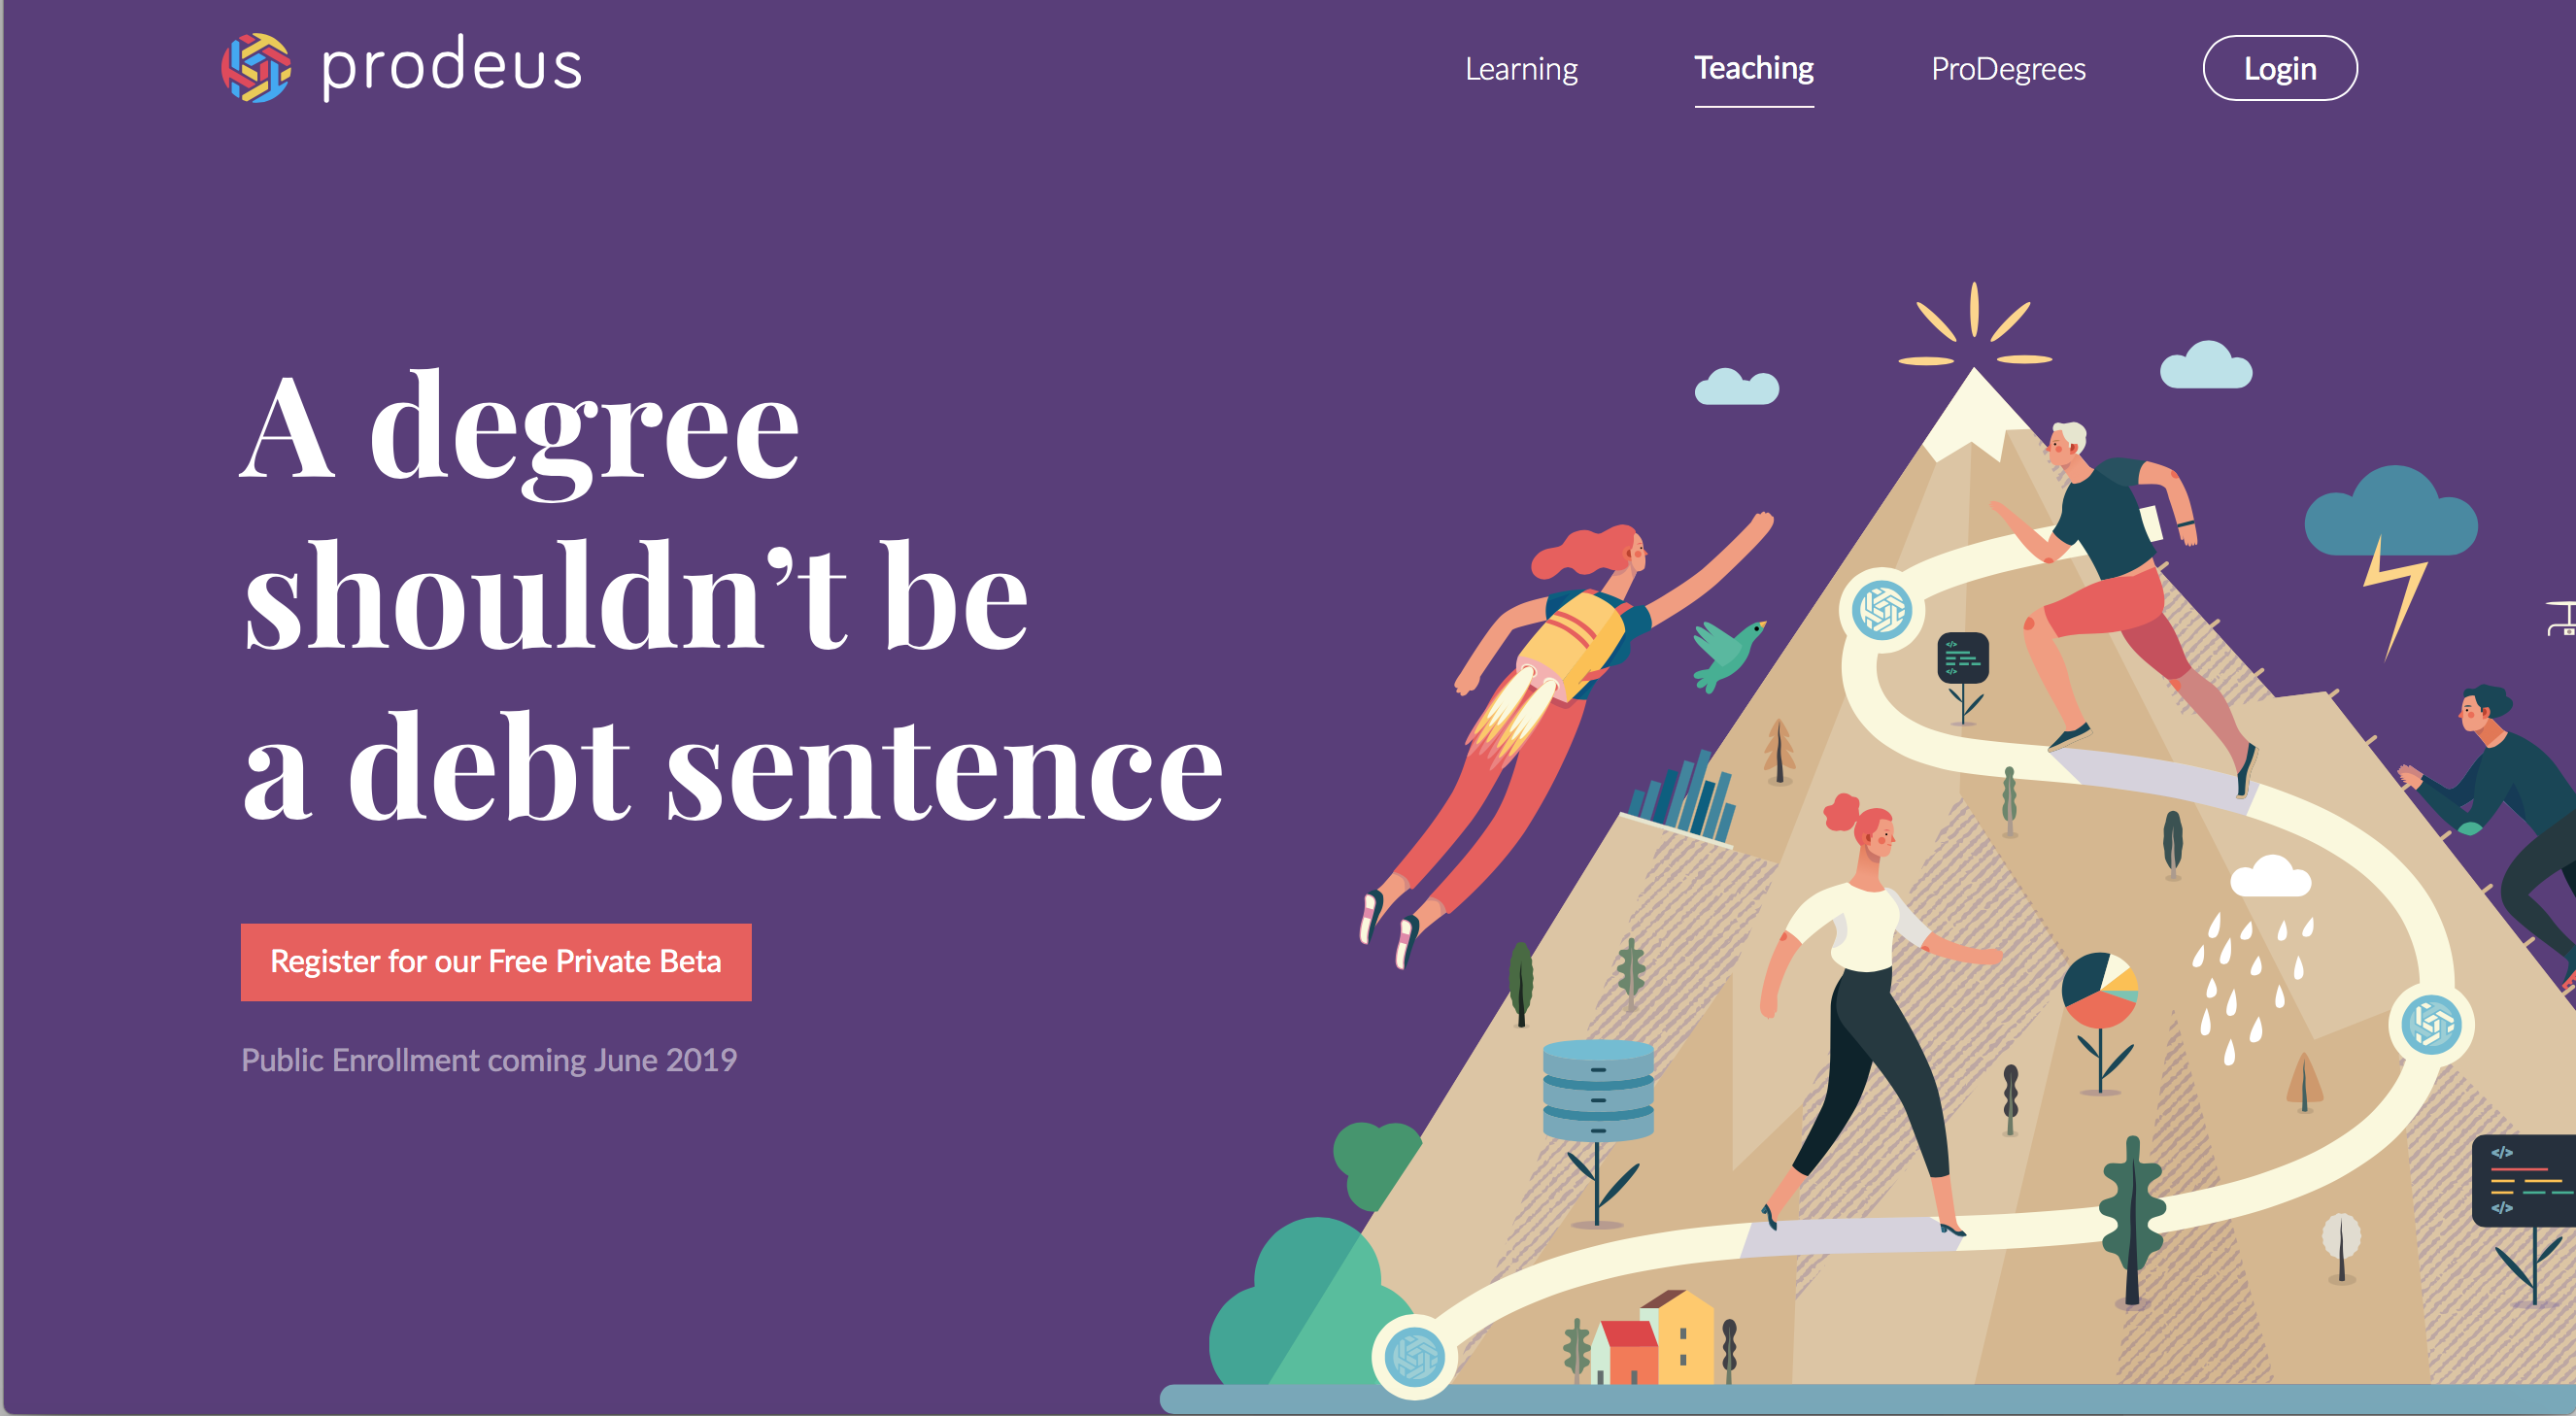 prodeus
Learning
Teaching
ProDegrees
Login
A degree
shouldn’t be
a debt sentence
Register for our Free Private Beta
Public Enrollment coming June 2019
</>
</>
</>
</>